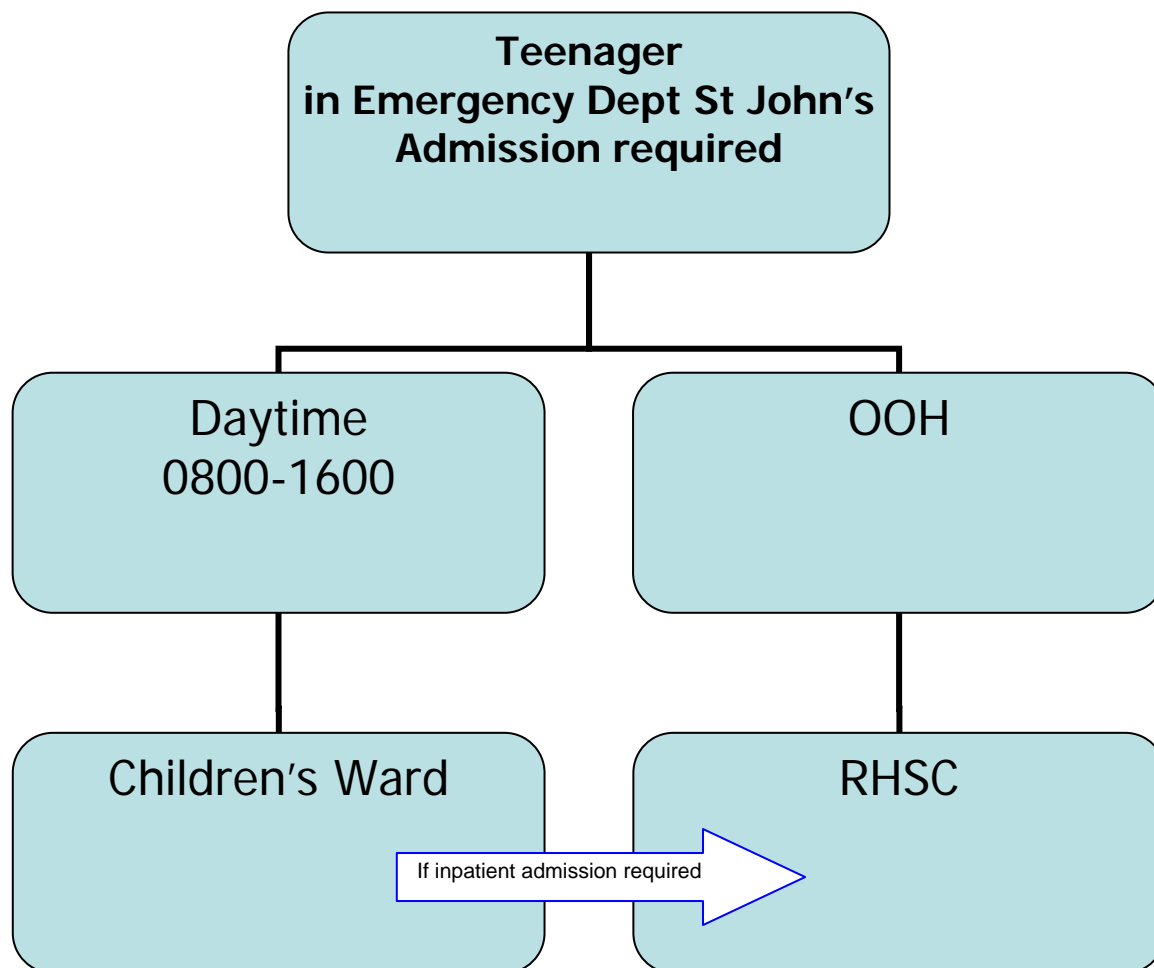 Teenager
in Emergency Dept St John's
Admission required
Daytime
0800-1600
OOH
Children's Ward
RHSC
If inpatient admission required